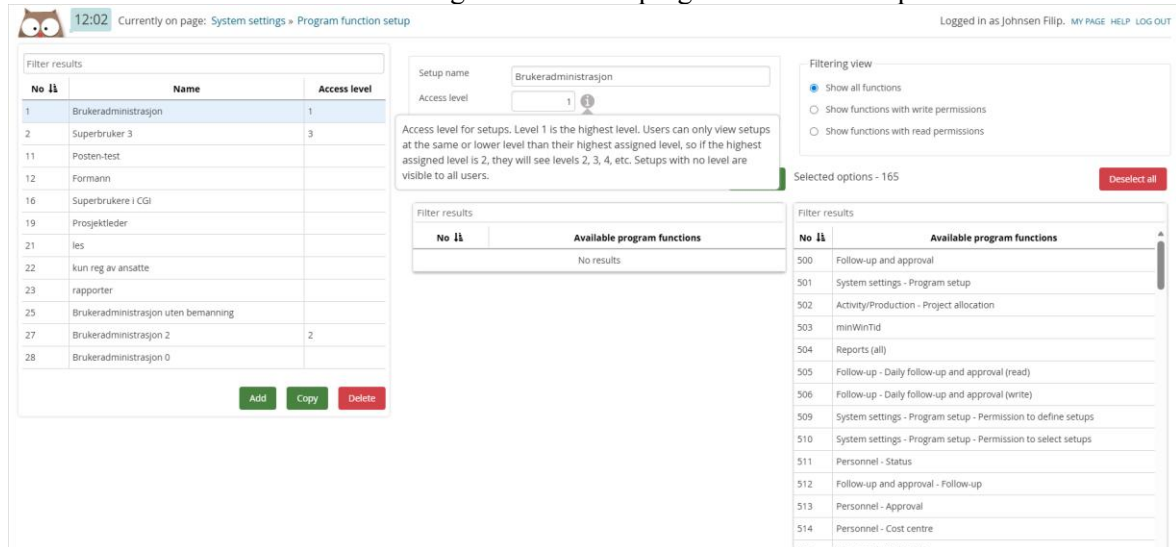 12:02 Currently on page: System settings » Program function setup
Logged in as Johnsen Filip. MY PAGE HELP LOG OUT
Filter results
No Name Access level
1 Brukeradministrasjon 1
2 Superbruker 3 3
11 Posten-test
12 Formann
16 Superbrukere i CGI
19 Prosjektleder
21 les
22 kun reg av ansatte
23 rapporter
25 Brukeradministrasjon uten bemanning
27 Brukeradministrasjon 2 2
28 Brukeradministrasjon 0
Add Copy Delete
Setup name Brukeradministrasjon
Access level 1
Access level for setups. Level 1 is the highest level. Users can only view setups
at the same or lower level than their highest assigned level, so if the highest
assigned level is 2, they will see levels 2, 3, 4, etc. Setups with no level are
visible to all users.
Filter results
No Available program functions
No results
Filtering view
Show all functions
Show functions with write permissions
Show functions with read permissions
Selected options - 165
Deselect all
Filter results
No Available program functions
500 Follow-up and approval
501 System settings - Program setup
502 Activity/Production - Project allocation
503 minWinTid
504 Reports (all)
505 Follow-up - Daily follow-up and approval (read)
506 Follow-up - Daily follow-up and approval (write)
509 System settings - Program setup - Permission to define setups
510 System settings - Program setup - Permission to select setups
511 Personnel - Status
512 Follow-up and approval - Follow-up
513 Personnel - Approval
514 Personnel - Cost centre